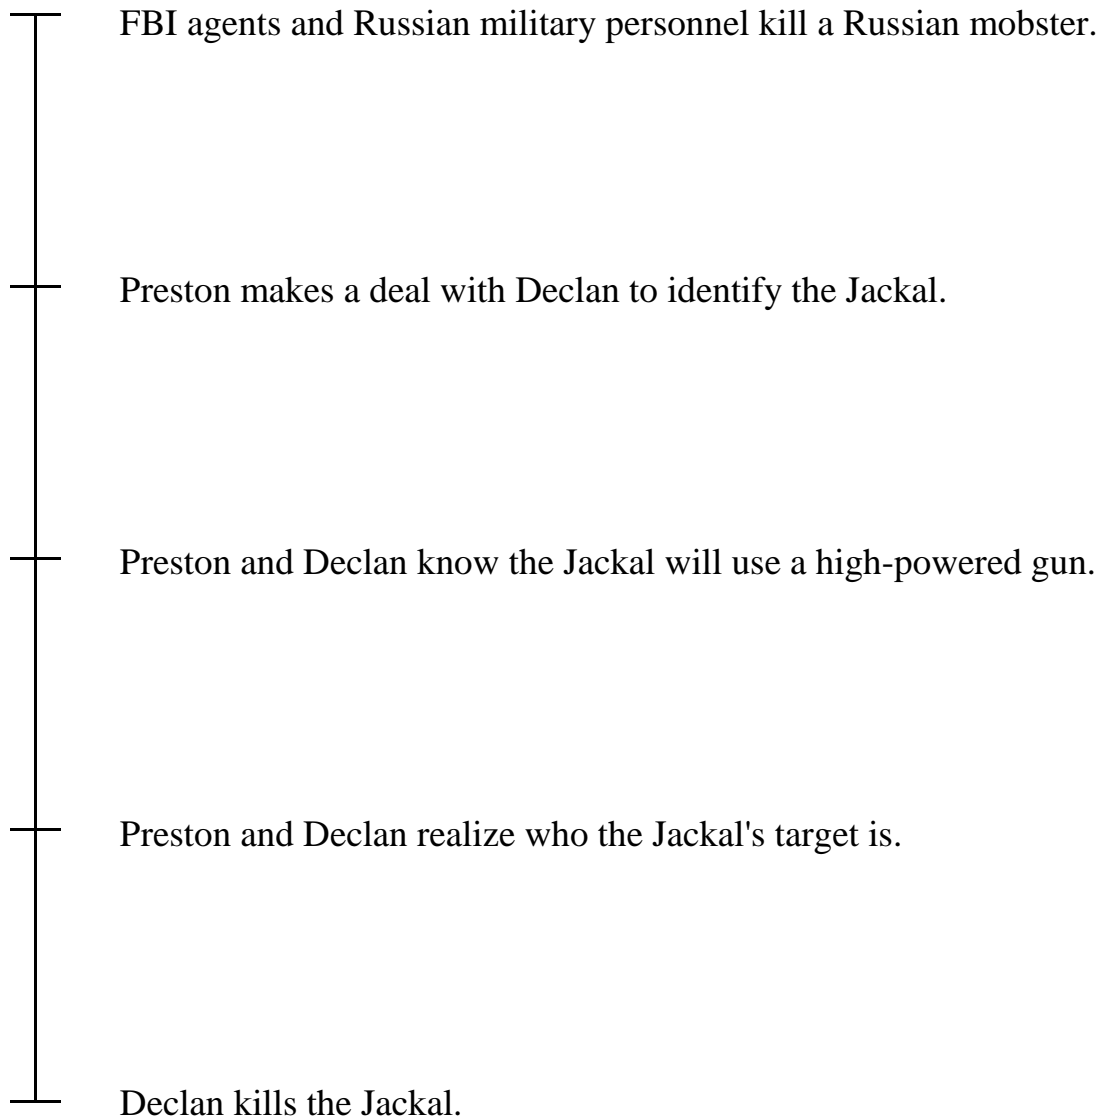 FBI agents and Russian military personnel kill a Russian mobster.
Preston makes a deal with Declan to identify the Jackal.
Preston and Declan know the Jackal will use a high-powered gun.
Preston and Declan realize who the Jackal's target is.
Declan kills the Jackal.